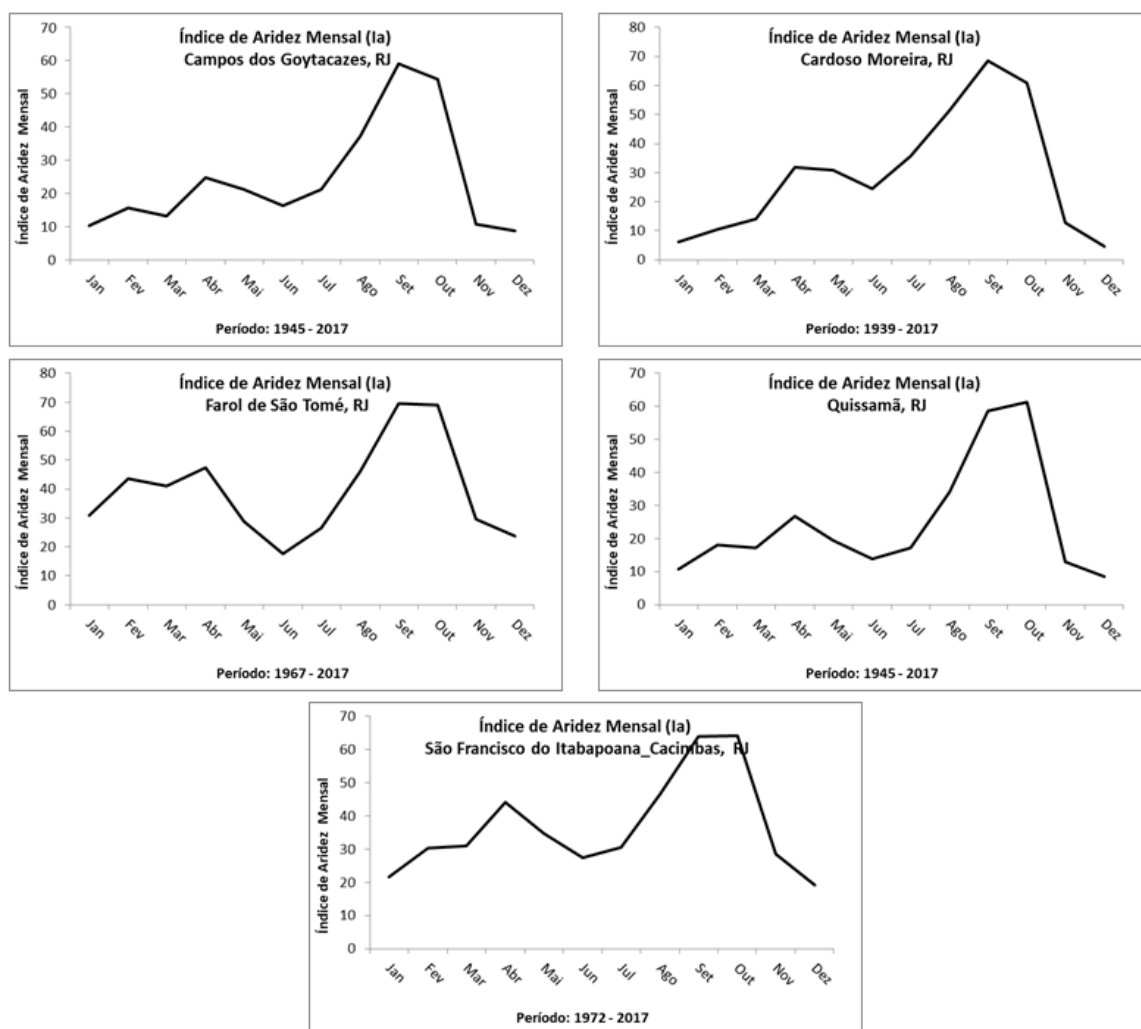 Índice de Aridez Mensal (Ia)
Campos dos Goytacazes, RJ
Índice de Aridez Mensal
70
60
50
40
30
20
10
0
Jan Fev Mar Abr Mai Jun Jul Ago Set Out Nov Dez
Período: 1945 - 2017
Índice de Aridez Mensal (Ia)
Cardoso Moreira, RJ
Índice de Aridez Mensal
80
70
60
50
40
30
20
10
0
Jan Fev Mar Abr Mai Jun Jul Ago Set Out Nov Dez
Período: 1939 - 2017
Índice de Aridez Mensal (Ia)
Farol de São Tomé, RJ
Índice de Aridez Mensal
80
70
60
50
40
30
20
10
0
Jan Fev Mar Abr Mai Jun Jul Ago Set Out Nov Dez
Período: 1967 - 2017
Índice de Aridez Mensal (Ia)
Quissamã, RJ
Índice de Aridez Mensal
70
60
50
40
30
20
10
0
Jan Fev Mar Abr Mai Jun Jul Ago Set Out Nov Dez
Período: 1945 - 2017
Índice de Aridez Mensal (Ia)
São Francisco do Itabapoana_Cacimbas, RJ
Índice de Aridez Mensal
70
60
50
40
30
20
10
0
Jan Fev Mar Abr Mai Jun Jul Ago Set Out Nov Dez
Período: 1972 - 2017